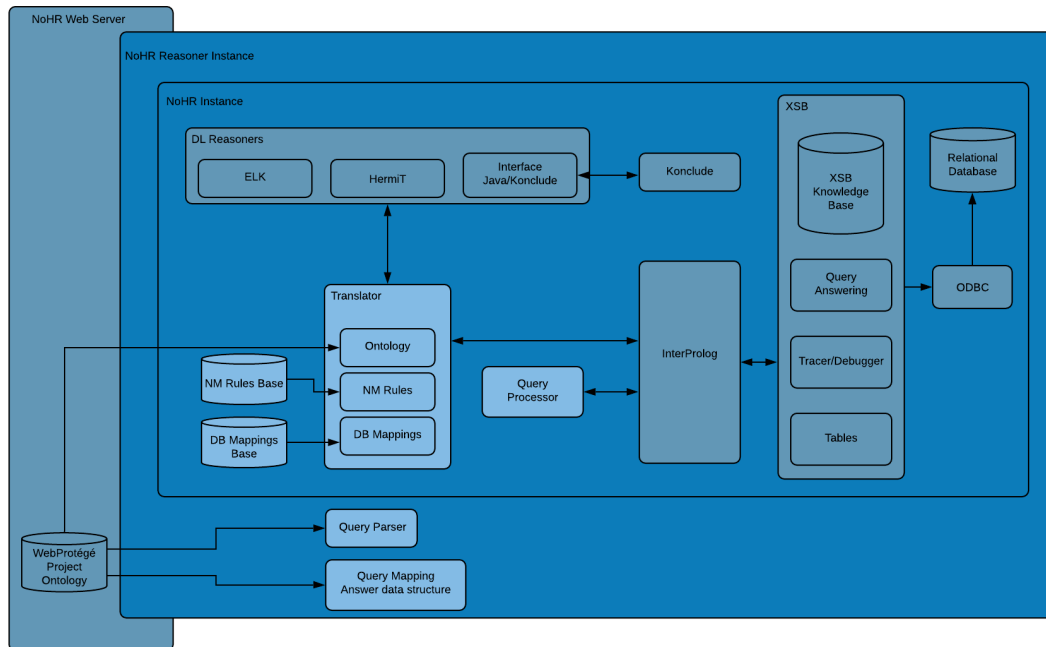 NoHR Web Server
NoHR Reasoner Instance
NoHR Instance
DL Reasoners
ELK
HermiT
Interface
Java/Konclude
Konclude
XSB
XSB
Knowledge
Base
Relational
Database
Query
Answering
ODBC
Translator
Ontology
NM Rules Base
NM Rules
DB Mappings
Base
DB Mappings
Query
Processor
InterProlog
Tracer/Debugger
Tables
WebProtégé
Project
Ontology
Query Parser
Query Mapping
Answer data structure